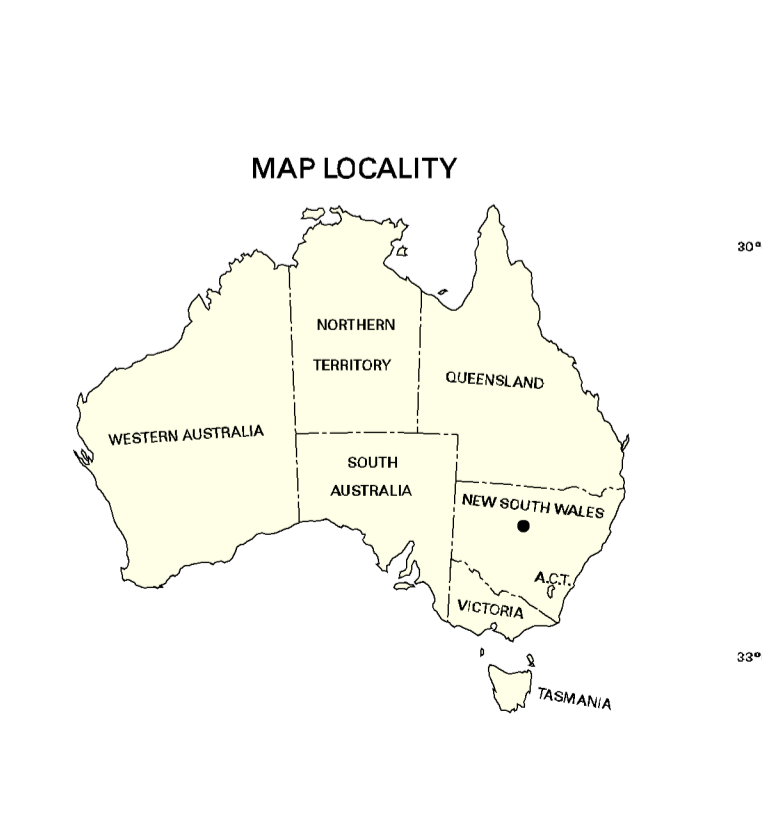 MAP LOCALITY
30°
NORTHERN
TERRITORY
QUEENSLAND
WESTERN AUSTRALIA
SOUTH
AUSTRALIA
NEW SOUTH WALES
A.C.T.
VICTORIA
33°
TASMANIA